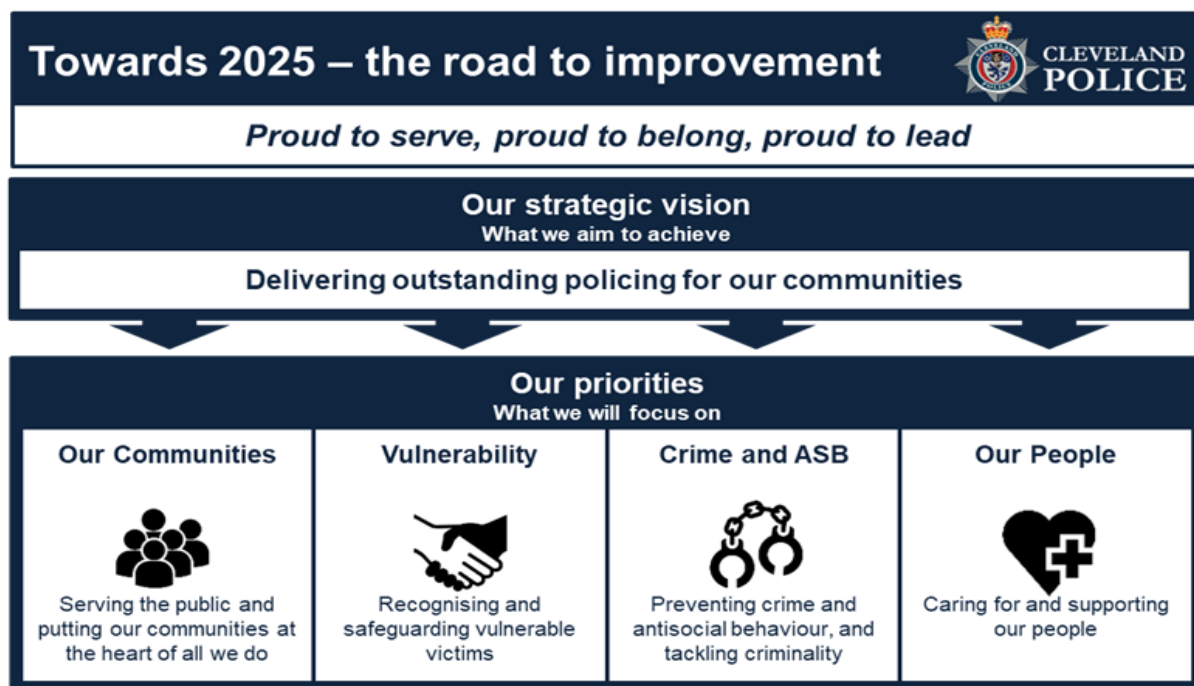 Towards 2025 – the road to improvement
CLEVELAND
POLICE
Proud to serve, proud to belong, proud to lead
Our strategic vision
What we aim to achieve
Delivering outstanding policing for our communities
Our priorities
What we will focus on
Our Communities
Serving the public and
putting our communities at
the heart of all we do
Vulnerability
Recognising and
safeguarding vulnerable
victims
Crime and ASB
Preventing crime and
antisocial behaviour, and
tackling criminality
Our People
Caring for and supporting
our people